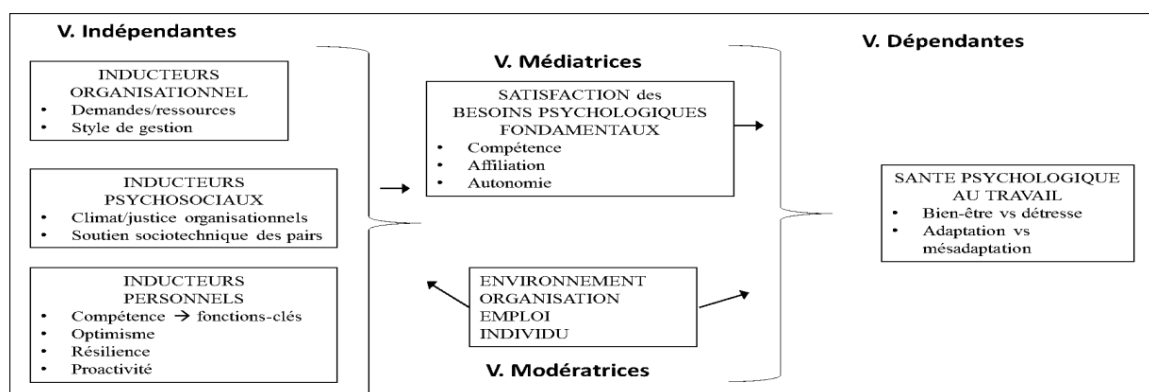 V. Indépendantes
INDUCTEURS
ORGANISATIONNEL
• Demandes/ressources
• Style de gestion
INDUCTEURS
PSYCHOSOCIAUX
• Climat/justice organisationnels
• Soutien sociotechnique des pairs
INDUCTEURS
PERSONNELS
• Compétence → fonctions-clés
• Optimisme
• Résilience
• Proactivité
V. Médiatrices
SATISFACTION des
BESOINS PSYCHOLOGIQUES
FONDAMENTAUX
• Compétence
• Affiliation
• Autonomie
ENVIRONNEMENT
ORGANISATION
EMPLOI
INDIVIDU
V. Modératrices
V. Dépendantes
SANTE PSYCHOLOGIQUE
AU TRAVAIL
• Bien-être vs détresse
• Adaptation vs
mésadaptation